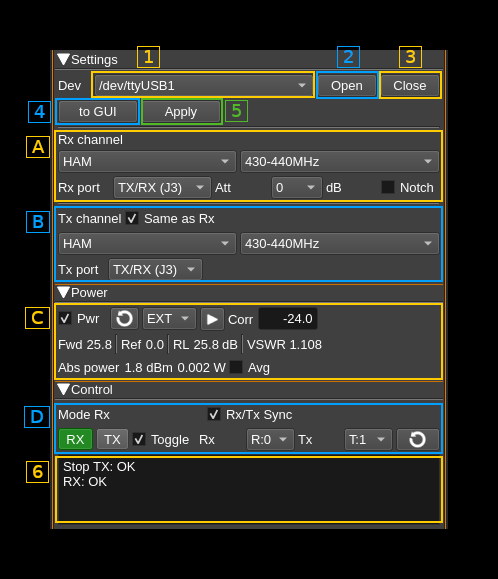 Settings 1 2 3
Dev /dev/ttyUSB1 Open Close
4 to GUI Apply 5
A Rx channel
HAM 430-440MHz
Rx port TX/RX (J3) Att 0 dB Notch
B Tx channel Same as Rx
HAM 430-440MHz
Tx port TX/RX (J3)
Power
C Pwr EXT Corr -24.0
Fwd 25.8 Ref 0.0 RL 25.8 dB VSWR 1.108
Abs power 1.8 dBm 0.002 W Avg
Control
D Mode Rx Rx/Tx Sync
RX TX Toggle Rx R:0 Tx T:1
6 Stop TX: OK
RX: OK